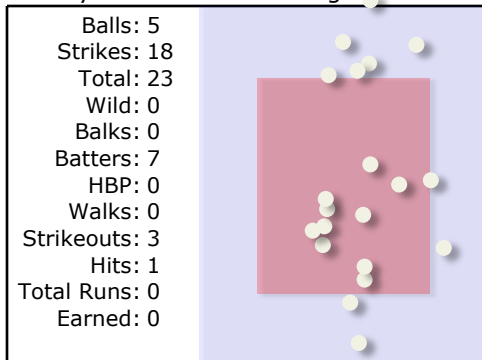 Balls: 5
Strikes: 18
Total: 23
Wild: 0
Balks: 0
Batters: 7
HBP: 0
Walks: 0
Strikeouts: 3
Hits: 1
Total Runs: 0
Earned: 0